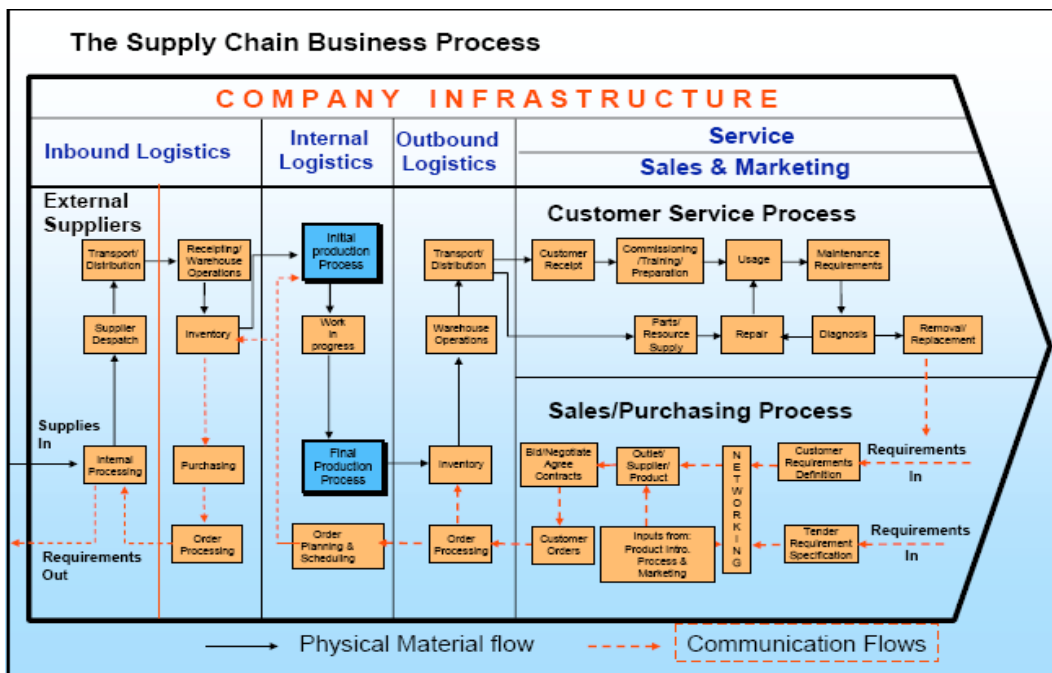 The Supply Chain Business Process
COMPANY INFRASTRUCTURE
Inbound Logistics
Internal
Logistics
Outbound
Logistics
Service
Sales & Marketing
External
Suppliers
Customer Service Process
Transport/
Distribution
Receipting/
Warehouse
Operations
Initial
production
Process
Transport/
Distribution
Customer
Receipt
Commissioning
/Training/
Preparation
Usage
Maintenance
Requirements
Supplier
Despatch
Inventory
Work
In
progress
Warehouse
Operations
Parts/
Resource
Supply
Repair
Diagnosis
Removal/
Replacement
Sales/Purchasing Process
Supplies
In
Internal
Processing
Purchasing
Final
Production
Process
Inventory
Bid/Negotiate
Agree
Contracts
Outlet/
Supplier/
Product
NETWORKING
Customer
Requirements
Definition
Requirements
In
Requirements
Out
Order
Processing
Order
Planning &
Scheduling
Order
Processing
Customer
Orders
Inputs from:
Product Intro.
Process &
Marketing
Tender
Requirement
Specification
Requirements
In
Physical Material flow
Communication Flows